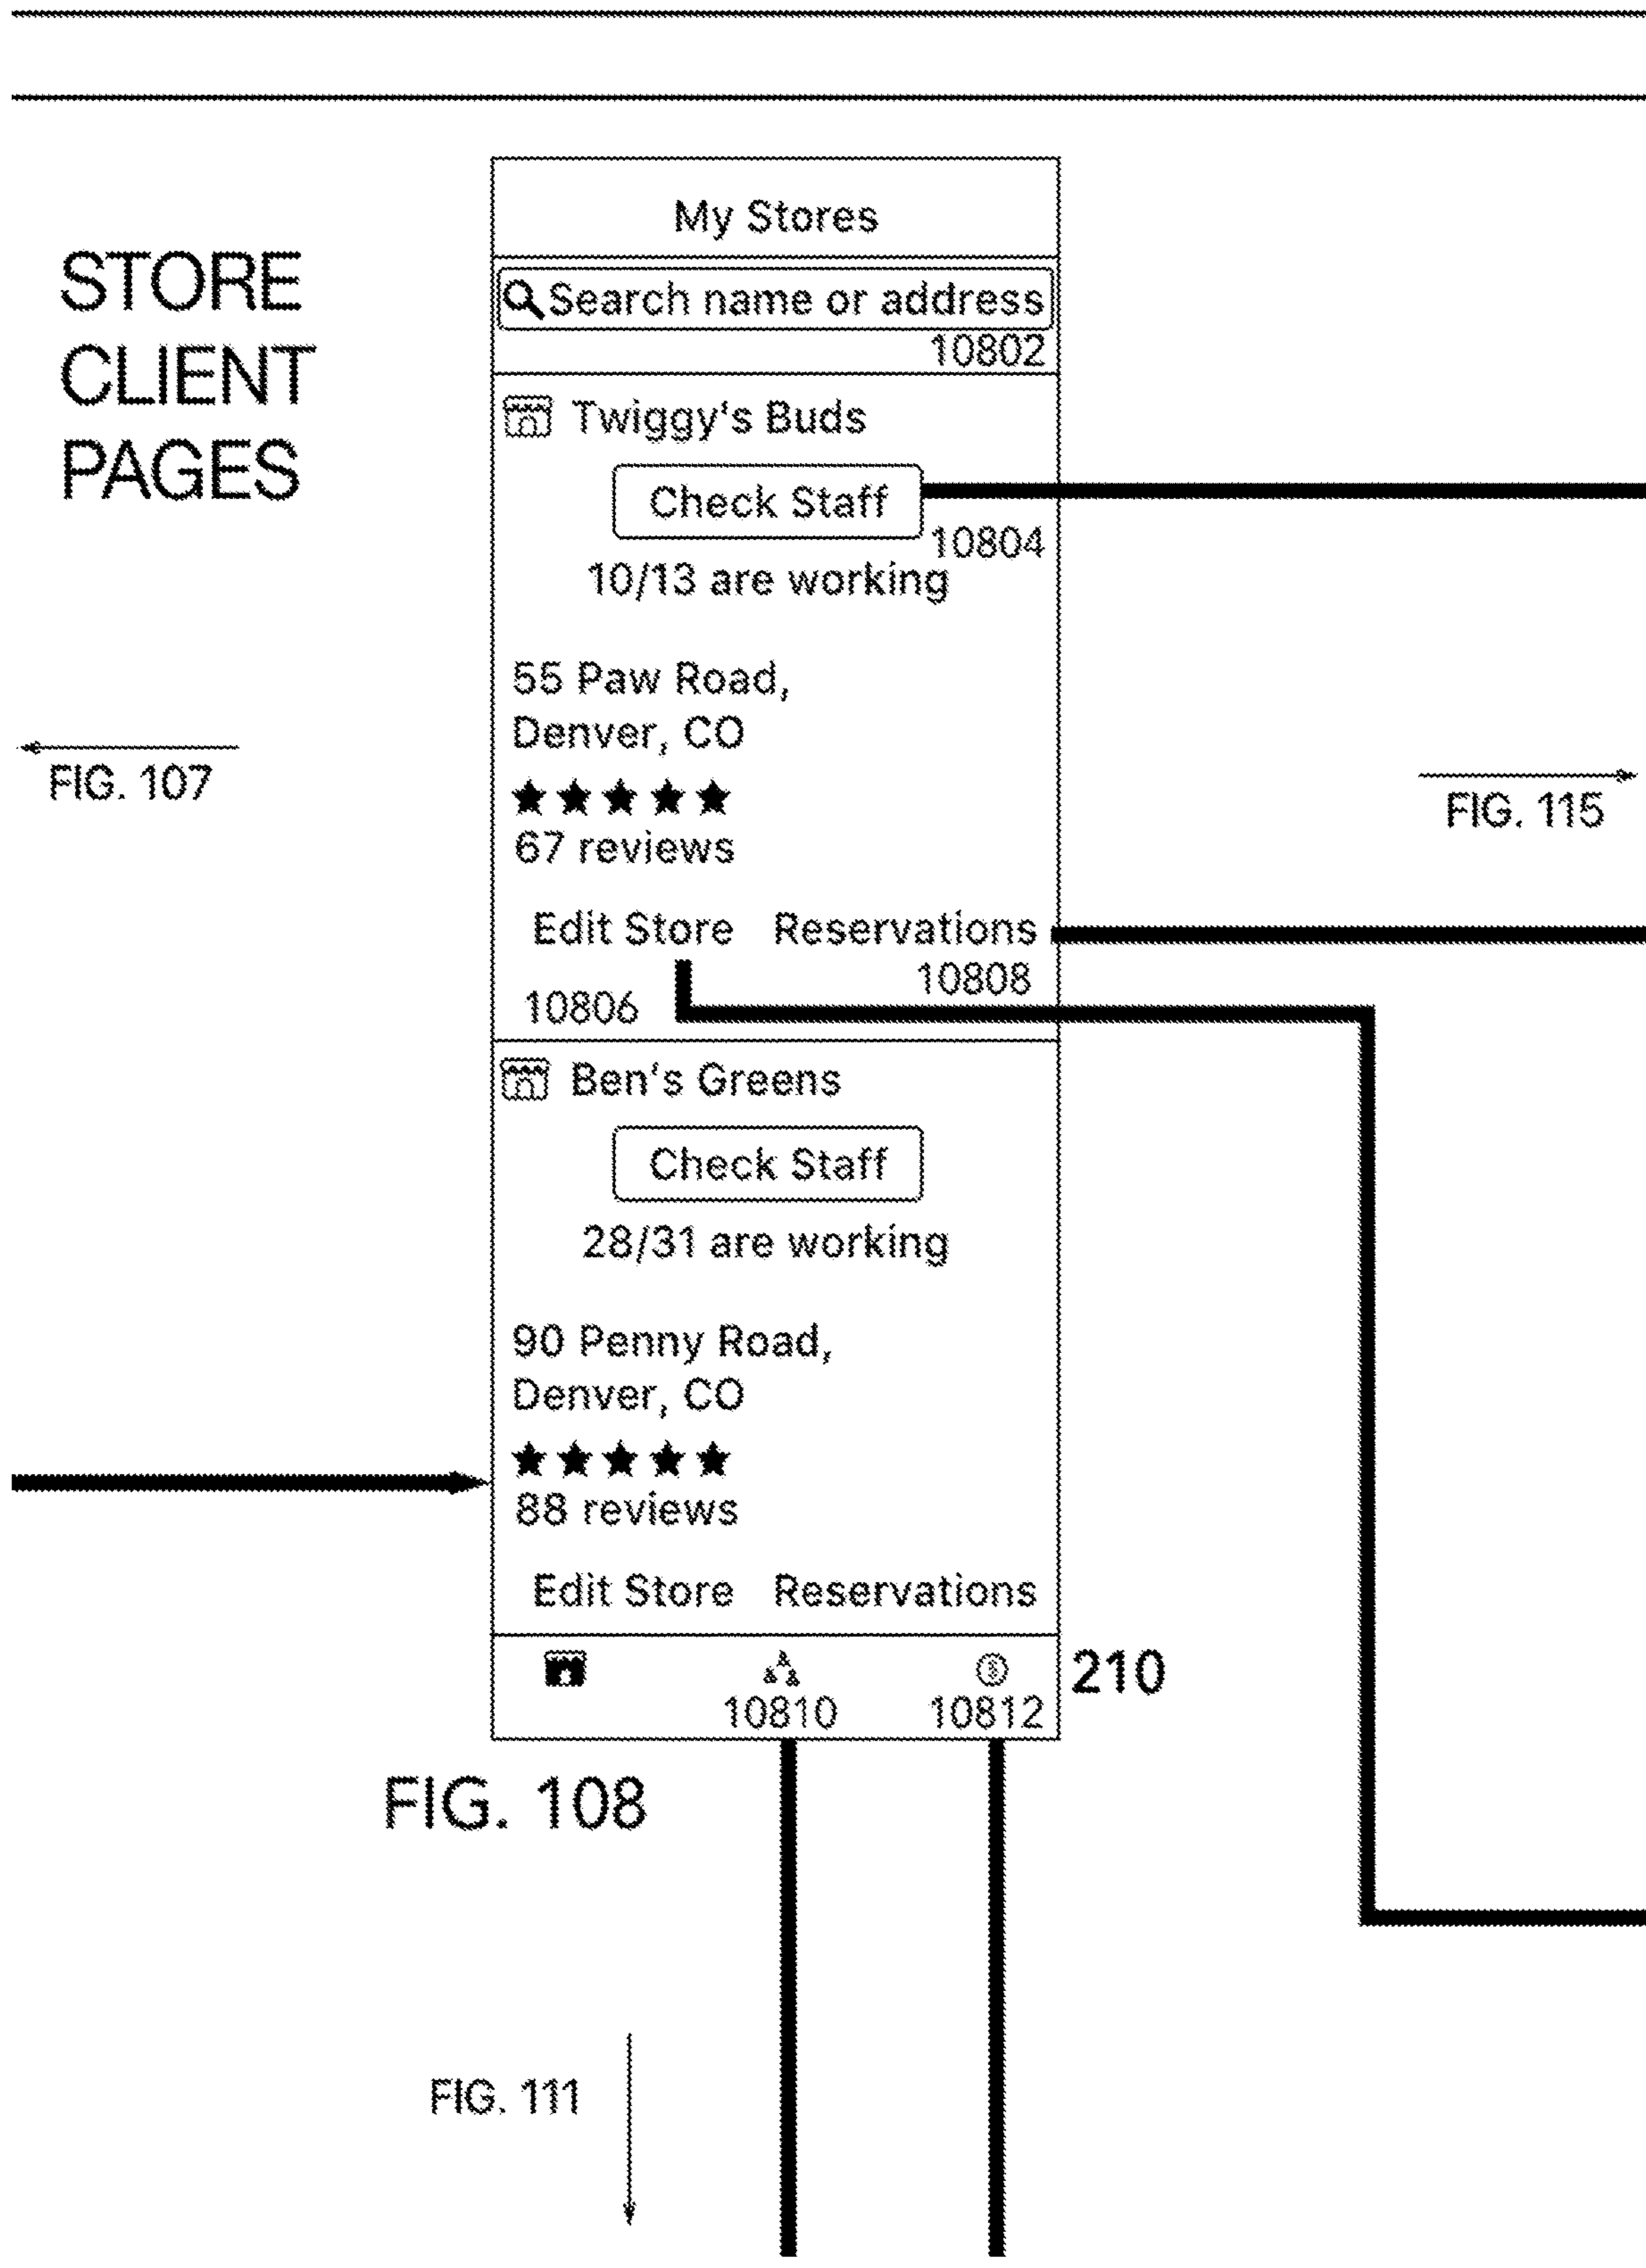 STORE
CLIENT
PAGES
My Stores
Search name or address
10802
Twiggy's Buds
Check Staff
10804
10/13 are working
55 Paw Road,
Denver, CO
67 reviews
Edit Store Reservations
10808
10806
Ben's Greens
Check Staff
28/31 are working
90 Penny Road,
Denver, CO
88 reviews
Edit Store Reservations
10810 10812
210
FIG. 107
FIG. 115
FIG. 108
FIG. 111